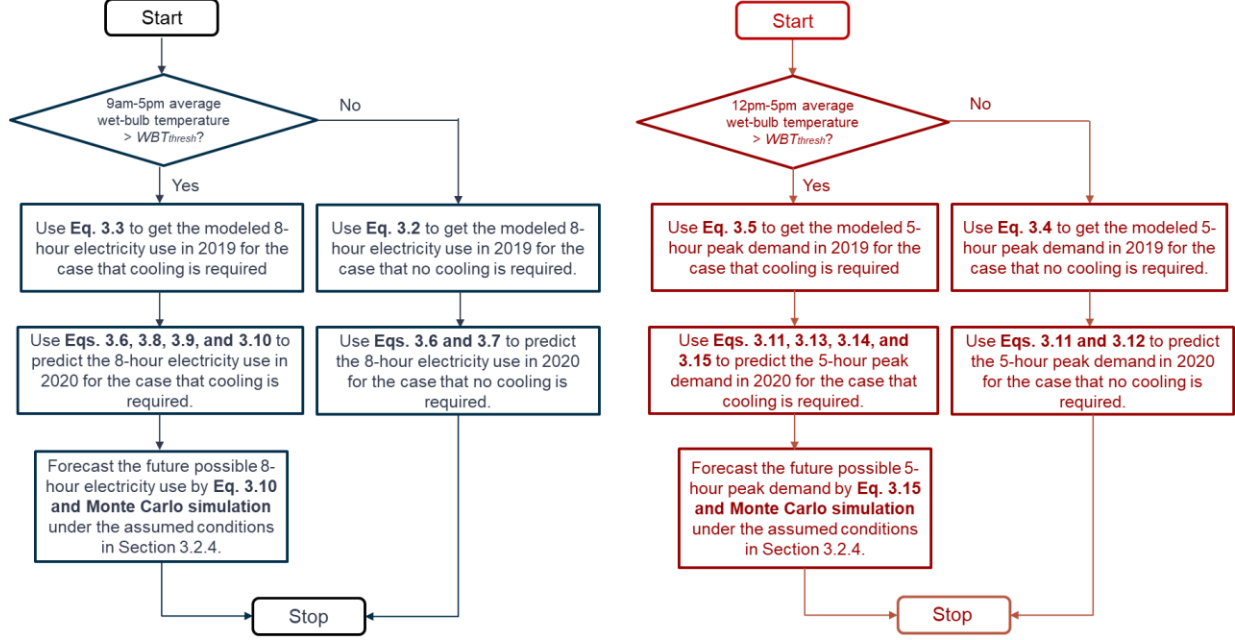 Start
9am-5pm average
wet-bulb temperature
> WBTthresh?
No
Yes
Use Eq. 3.3 to get the modeled 8-
hour electricity use in 2019 for the
case that cooling is required
Use Eq. 3.2 to get the modeled 8-
hour electricity use in 2019 for the
case that no cooling is required.
Use Eqs. 3.6, 3.8, 3.9, and 3.10 to
predict the 8-hour electricity use in
2020 for the case that cooling is
required.
Use Eqs. 3.6 and 3.7 to predict
the 8-hour electricity use in 2020
for the case that no cooling is
required.
Forecast the future possible 8-
hour electricity use by Eq. 3.10
and Monte Carlo simulation
under the assumed conditions
in Section 3.2.4.
Stop
Start
12pm-5pm average
wet-bulb temperature
> WBTthresh?
No
Yes
Use Eq. 3.5 to get the modeled 5-
hour peak demand in 2019 for the
case that cooling is required
Use Eq. 3.4 to get the modeled 5-
hour peak demand in 2019 for the
case that no cooling is required.
Use Eqs. 3.11, 3.13, 3.14, and
3.15 to predict the 5-hour peak
demand in 2020 for the case that
cooling is required.
Use Eqs. 3.11 and 3.12 to predict
the 5-hour peak demand in 2020
for the case that no cooling is
required.
Forecast the future possible 5-
hour peak demand by Eq. 3.15
and Monte Carlo simulation
under the assumed conditions
in Section 3.2.4.
Stop